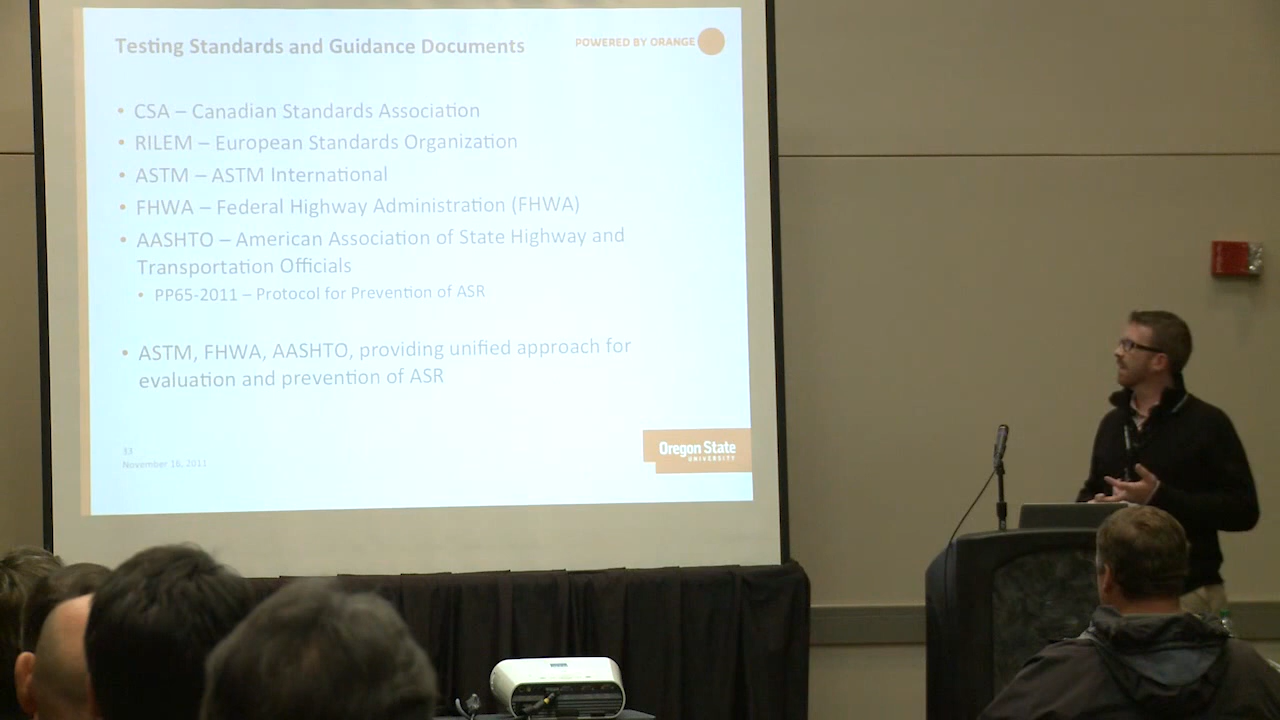 Testing Standards and Guidance Documents
POWERED BY ORANGE
• CSA – Canadian Standards Association
• RILEM – European Standards Organization
• ASTM – ASTM International
• FHWA – Federal Highway Administration (FHWA)
• AASHTO – American Association of State Highway and
Transportation Officials
• PP65-2011 – Protocol for Prevention of ASR
• ASTM, FHWA, AASHTO, providing unified approach for
evaluation and prevention of ASR
33
November 16, 2011
Oregon State
UNIVERSITY